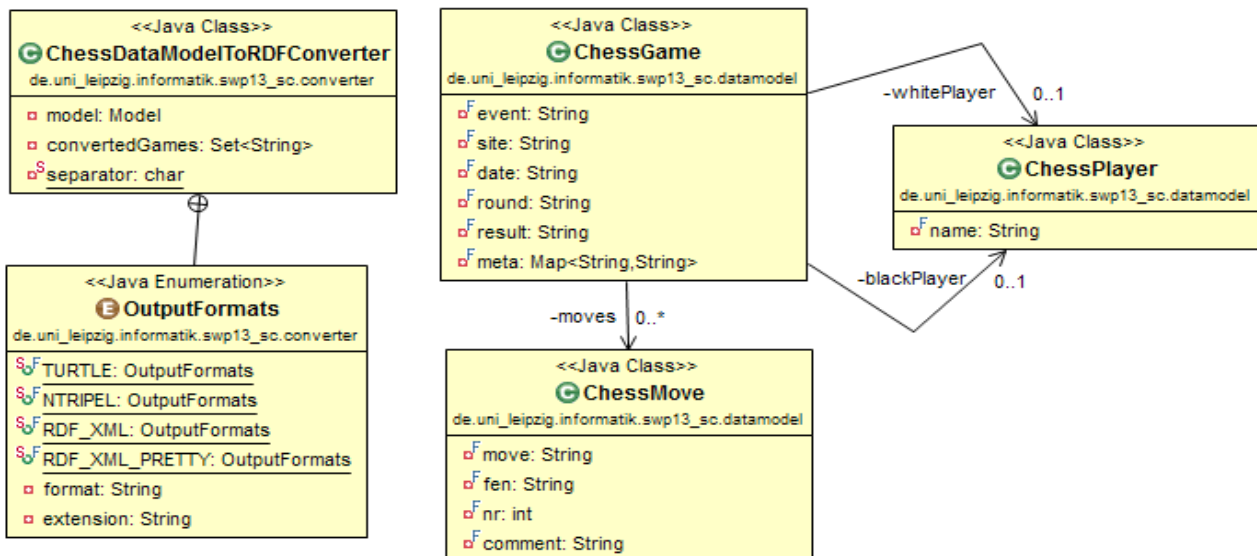 <<Java Class>>
ChessDataModelToRDFConverter
de.uni_leipzig.informatik.swp13_sc.converter
model: Model
convertedGames: Set<String>
S separator: char
<<Java Enumeration>>
E OutputFormats
de.uni_leipzig.informatik.swp13_sc.converter
S F TURTLE: OutputFormats
S F NTRIPEL: OutputFormats
S F RDF_XML: OutputFormats
S F RDF_XML_PRETTY: OutputFormats
format: String
extension: String
<<Java Class>>
C ChessGame
de.uni_leipzig.informatik.swp13_sc.datamodel
F event: String
F site: String
F date: String
F round: String
F result: String
F meta: Map<String,String>
-whitePlayer 0..1
<<Java Class>>
C ChessPlayer
de.uni_leipzig.informatik.swp13_sc.datamodel
F name: String
-blackPlayer 0..1
-moves 0..*
<<Java Class>>
C ChessMove
de.uni_leipzig.informatik.swp13_sc.datamodel
F move: String
F fen: String
F nr: int
F comment: String